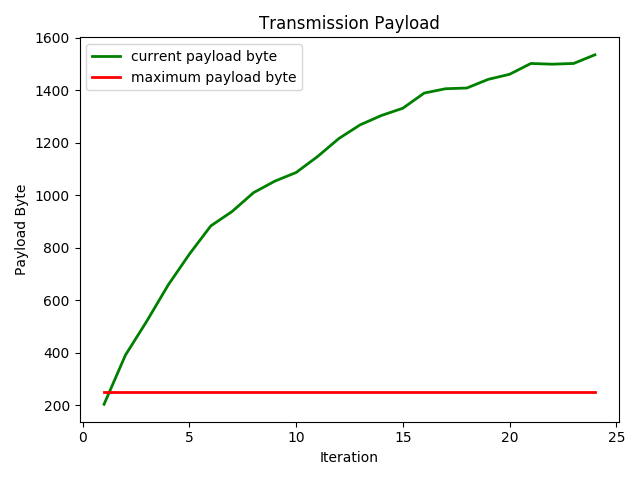 Transmission Payload
current payload byte
maximum payload byte
Payload Byte
1600
1400
1200
1000
800
600
400
200
0 5 10 15 20 25
Iteration